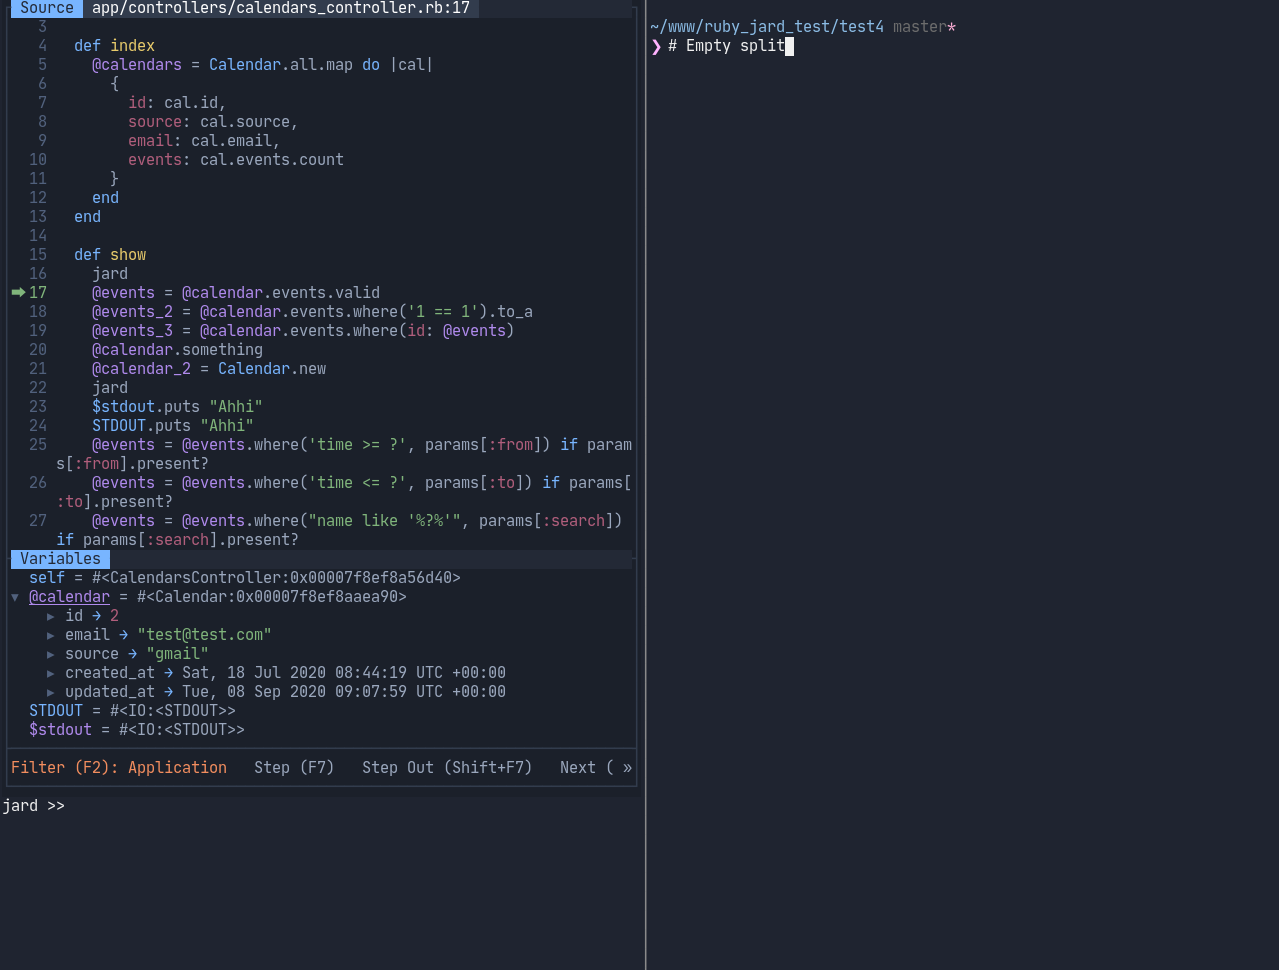 Source  app/controllers/calendars_controller.rb:17
3
4   def index
5     @calendars = Calendar.all.map do |cal|
6       {
7         id: cal.id,
8         source: cal.source,
9         email: cal.email,
10         events: cal.events.count
11       }
12     end
13   end
14
15   def show
16     jard
➡17     @events = @calendar.events.valid
18     @events_2 = @calendar.events.where('1 == 1').to_a
19     @events_3 = @calendar.events.where(id: @events)
20     @calendar.something
21     @calendar_2 = Calendar.new
22     jard
23     $stdout.puts "Ahhi"
24     STDOUT.puts "Ahhi"
25     @events = @events.where('time >= ?', params[:from]) if param
s[:from].present?
26     @events = @events.where('time <= ?', params[:to]) if params[
:to].present?
27     @events = @events.where("name like '%?%'", params[:search])
if params[:search].present?
Variables
self = #<CalendarsController:0x00007f8ef8a56d40>
▾ @calendar = #<Calendar:0x00007f8ef8aaea90>
▸ id → 2
▸ email → "test@test.com"
▸ source → "gmail"
▸ created_at → Sat, 18 Jul 2020 08:44:19 UTC +00:00
▸ updated_at → Tue, 08 Sep 2020 09:07:59 UTC +00:00
STDOUT = #<IO:<STDOUT>>
$stdout = #<IO:<STDOUT>>
Filter (F2): Application   Step (F7)   Step Out (Shift+F7)   Next ( »
jard >>
~/www/ruby_jard_test/test4 master*
❯ # Empty split